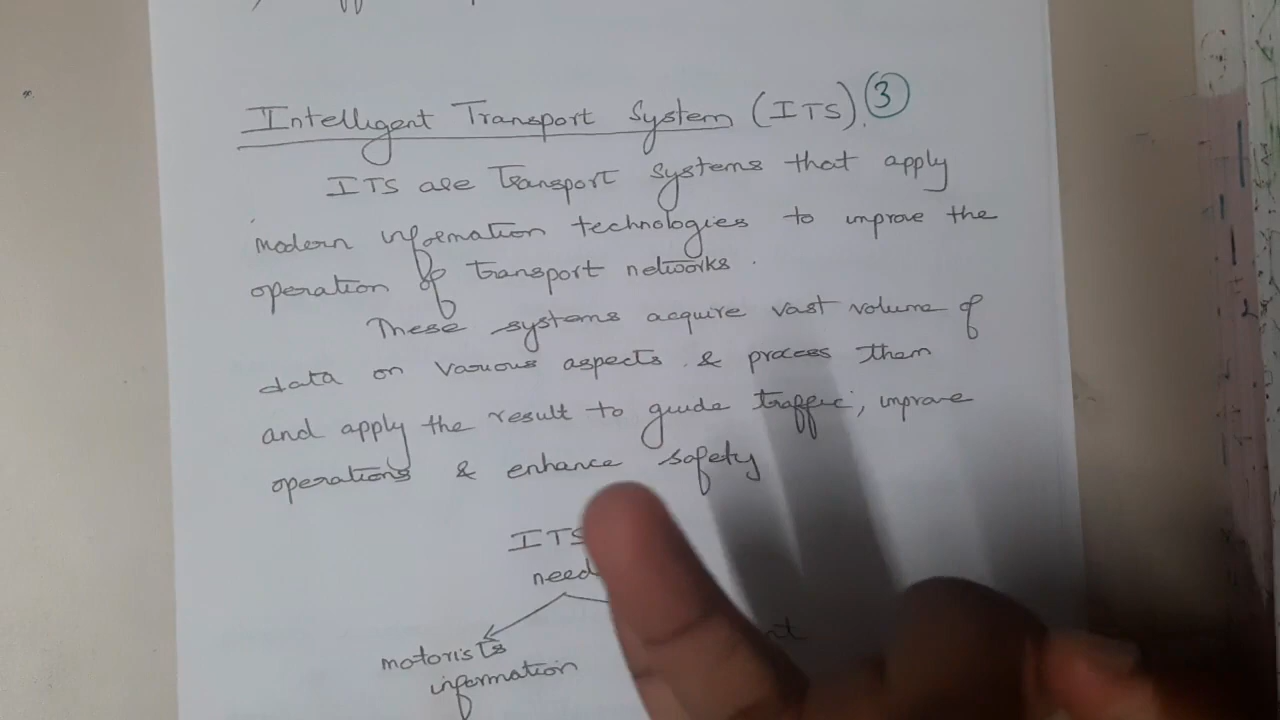 Intelligent Transport System (ITS). 3
ITS are Transport systems that apply
modern information technologies to improve the
operation of transport networks.
These systems acquire vast volume of
data on various aspects & process them
and apply the result to guide traffic, improve
operations & enhance safety
ITS
need
motorists
information